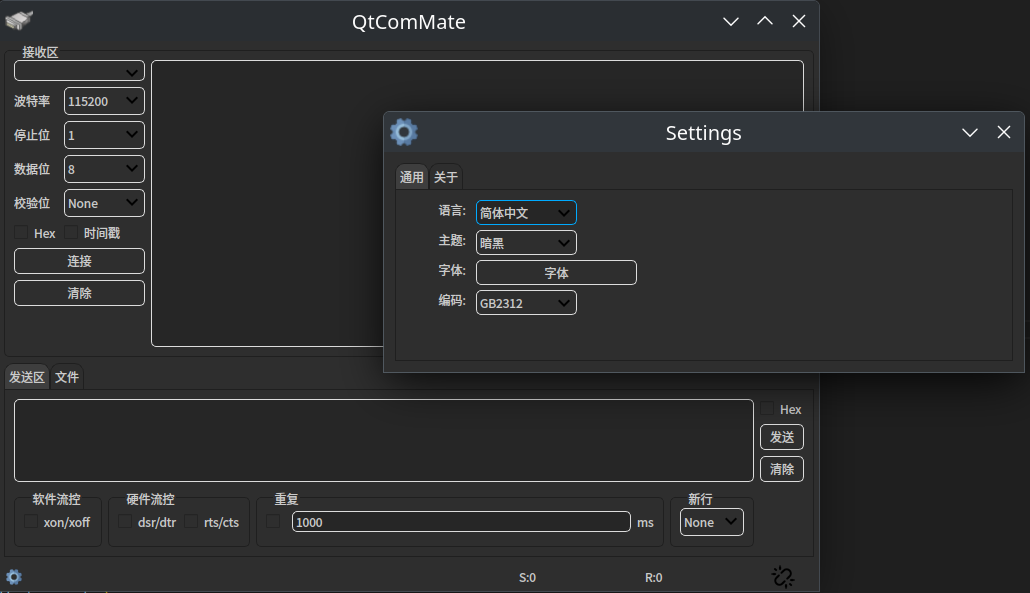 QtComMate
接收区
波特率 115200
停止位 1
数据位 8
校验位 None
Hex 时间戳
连接
清除
Settings
通用 关于
语言: 简体中文
主题: 暗黑
字体: 字体
编码: GB2312
发送区 文件
Hex
发送
清除
软件流控 硬件流控 重复 新行
xon/xoff dsr/dtr rts/cts 1000 ms None
S:0 R:0